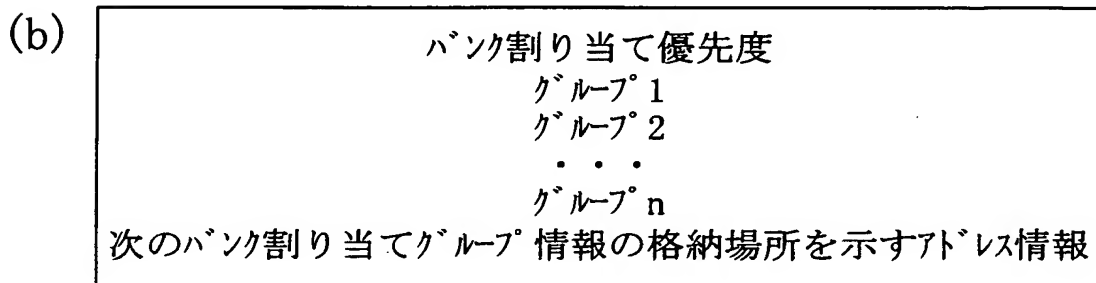 (b)
ﾊﾞﾝｸ割り当て優先度
ｸﾞﾙｰﾌﾟ1
ｸﾞﾙｰﾌﾟ2
・・・
ｸﾞﾙｰﾌﾟn
次のﾊﾞﾝｸ割り当てｸﾞﾙｰﾌﾟ情報の格納場所を示すｱﾄﾞﾚｽ情報